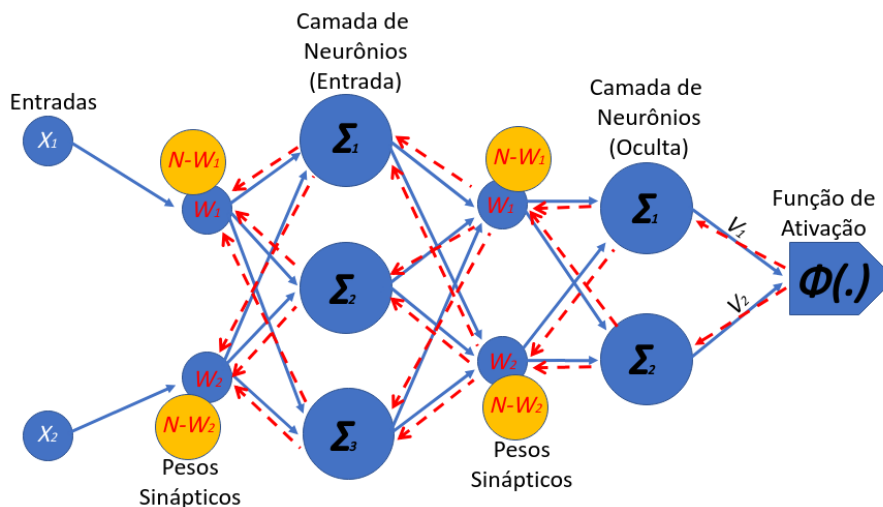 Camada de
Neurônios
(Entrada)
Camada de
Neurônios
(Oculta)
Entradas
X₁
N-W₁
Σ₁
N-W₁
W₁
W₁
Σ₁
V₁
Função de
Ativação
Σ₂
Φ(.)
V₂
X₂
W₂
N-W₂
Σ₃
W₂
N-W₂
Σ₂
Pesos
Sinápticos
Pesos
Sinápticos